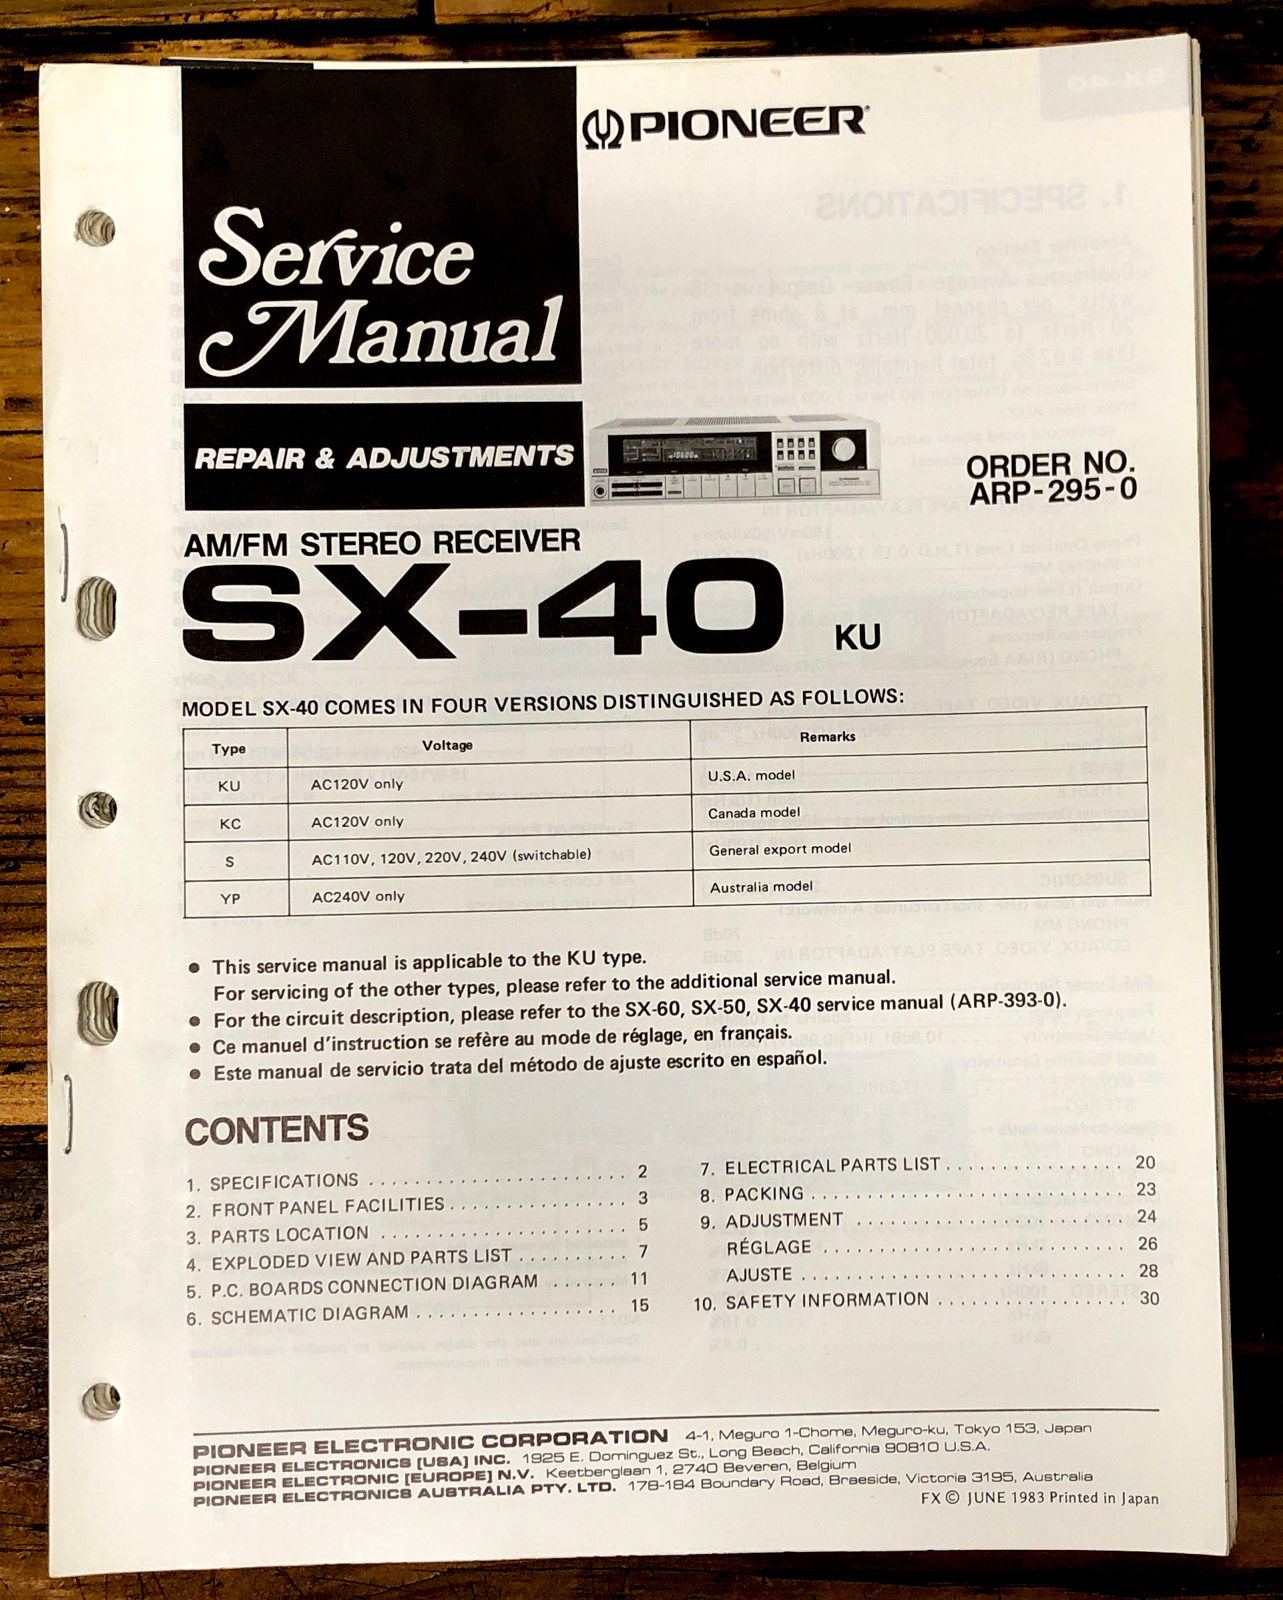 PIONEER
Service
Manual
REPAIR & ADJUSTMENTS
ORDER NO.
ARP-295-0
AM/FM STEREO RECEIVER
SX-40 KU
MODEL SX-40 COMES IN FOUR VERSIONS DISTINGUISHED AS FOLLOWS:
Type Voltage Remarks
KU AC120V only U.S.A. model
KC AC120V only Canada model
S AC110V, 120V, 220V, 240V (switchable) General export model
YP AC240V only Australia model
● This service manual is applicable to the KU type.
For servicing of the other types, please refer to the additional service manual.
● For the circuit description, please refer to the SX-60, SX-50, SX-40 service manual (ARP-393-0).
● Ce manuel d'instruction se refère au mode de réglage, en français.
● Este manual de servicio trata del método de ajuste escrito en español.
CONTENTS
1. SPECIFICATIONS . . . . . . . . . . . . . . . . . . . . . . . . 2
2. FRONT PANEL FACILITIES . . . . . . . . . . . . . . . . 3
3. PARTS LOCATION . . . . . . . . . . . . . . . . . . . . . . . 5
4. EXPLODED VIEW AND PARTS LIST . . . . . . . . . . 7
5. P.C. BOARDS CONNECTION DIAGRAM . . . . . . 11
6. SCHEMATIC DIAGRAM . . . . . . . . . . . . . . . . . . . 15
7. ELECTRICAL PARTS LIST . . . . . . . . . . . . . . . . 20
8. PACKING . . . . . . . . . . . . . . . . . . . . . . . . . . . . 23
9. ADJUSTMENT . . . . . . . . . . . . . . . . . . . . . . . . 24
RÉGLAGE . . . . . . . . . . . . . . . . . . . . . . . . . . . 26
AJUSTE . . . . . . . . . . . . . . . . . . . . . . . . . . . . . 28
10. SAFETY INFORMATION . . . . . . . . . . . . . . . . . 30
PIONEER ELECTRONIC CORPORATION 4-1, Meguro 1-Chome, Meguro-ku, Tokyo 153, Japan
PIONEER ELECTRONICS (USA) INC. 1925 E. Dominguez St., Long Beach, California 90810 U.S.A.
PIONEER ELECTRONIC (EUROPE) N.V. Keetberglaan 1, 2740 Beveren, Belgium
PIONEER ELECTRONICS AUSTRALIA PTY. LTD. 178-184 Boundary Road, Braeside, Victoria 3195, Australia
FX © JUNE 1983 Printed in Japan